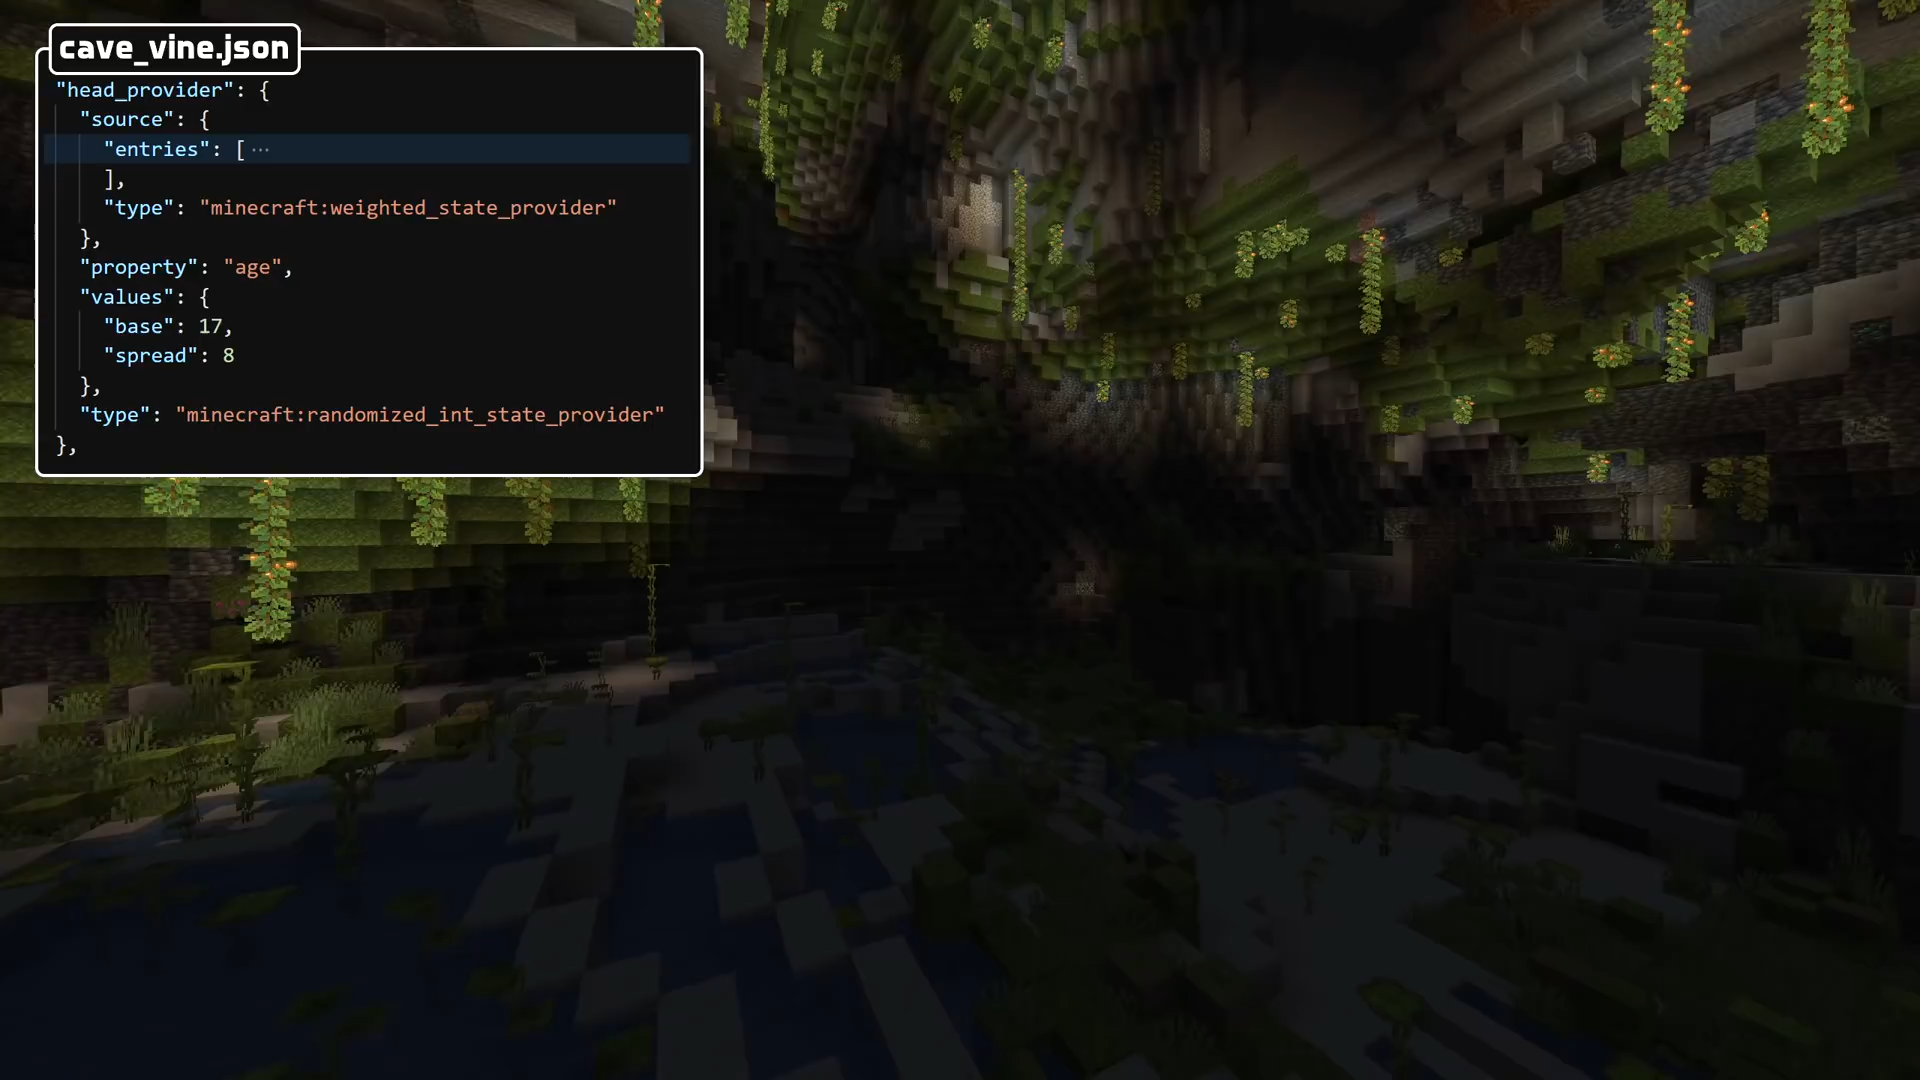 cave_vine.json
"head_provider": {
"source": {
"entries": [ ···
],
"type": "minecraft:weighted_state_provider"
},
"property": "age",
"values": {
"base": 17,
"spread": 8
},
"type": "minecraft:randomized_int_state_provider"
},